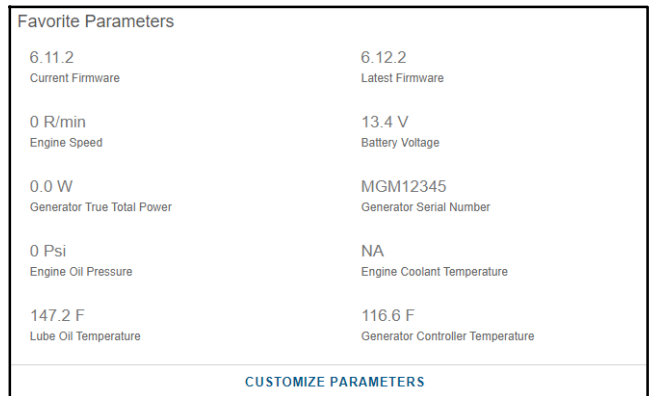 Favorite Parameters
6.11.2
Current Firmware
6.12.2
Latest Firmware
0 R/min
Engine Speed
13.4 V
Battery Voltage
0.0 W
Generator True Total Power
MGM12345
Generator Serial Number
0 Psi
Engine Oil Pressure
NA
Engine Coolant Temperature
147.2 F
Lube Oil Temperature
116.6 F
Generator Controller Temperature
CUSTOMIZE PARAMETERS